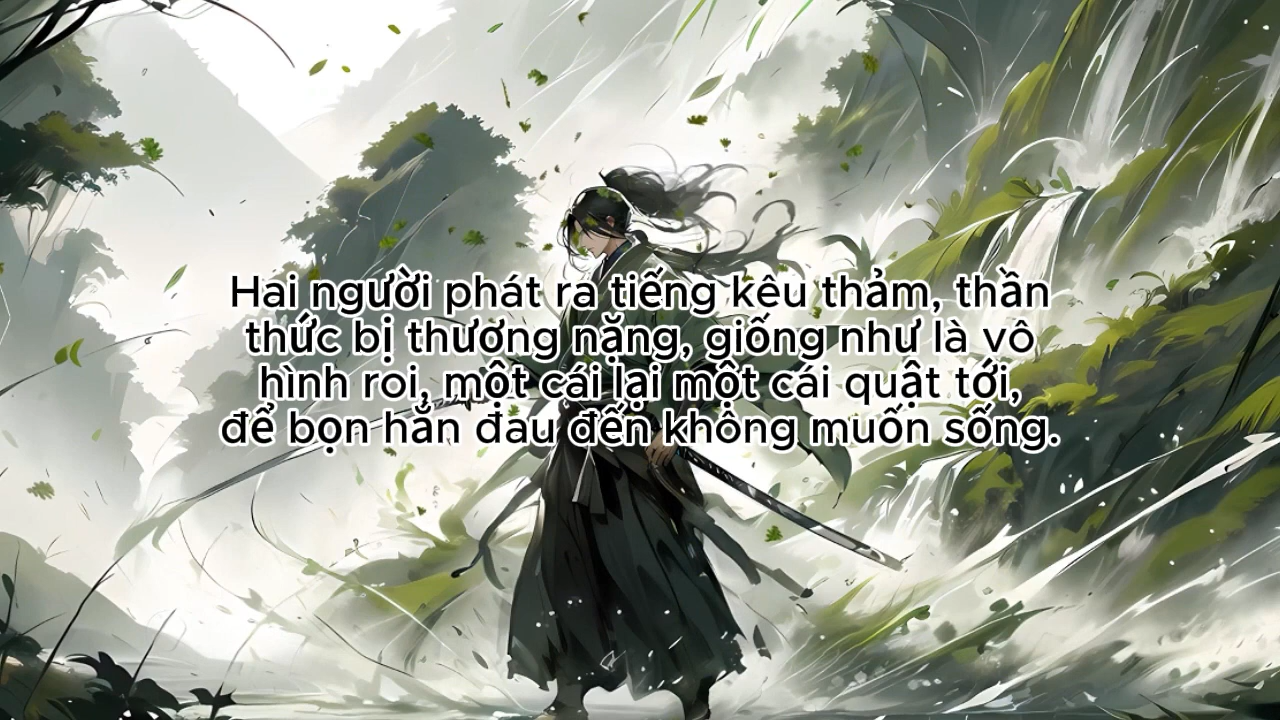 Hai người phát ra tiếng kêu thảm, thần
thức bị thương nặng, giống như là vô
hình roi, một cái lại một cái quật tới,
để bọn hắn đau đến không muốn sống.